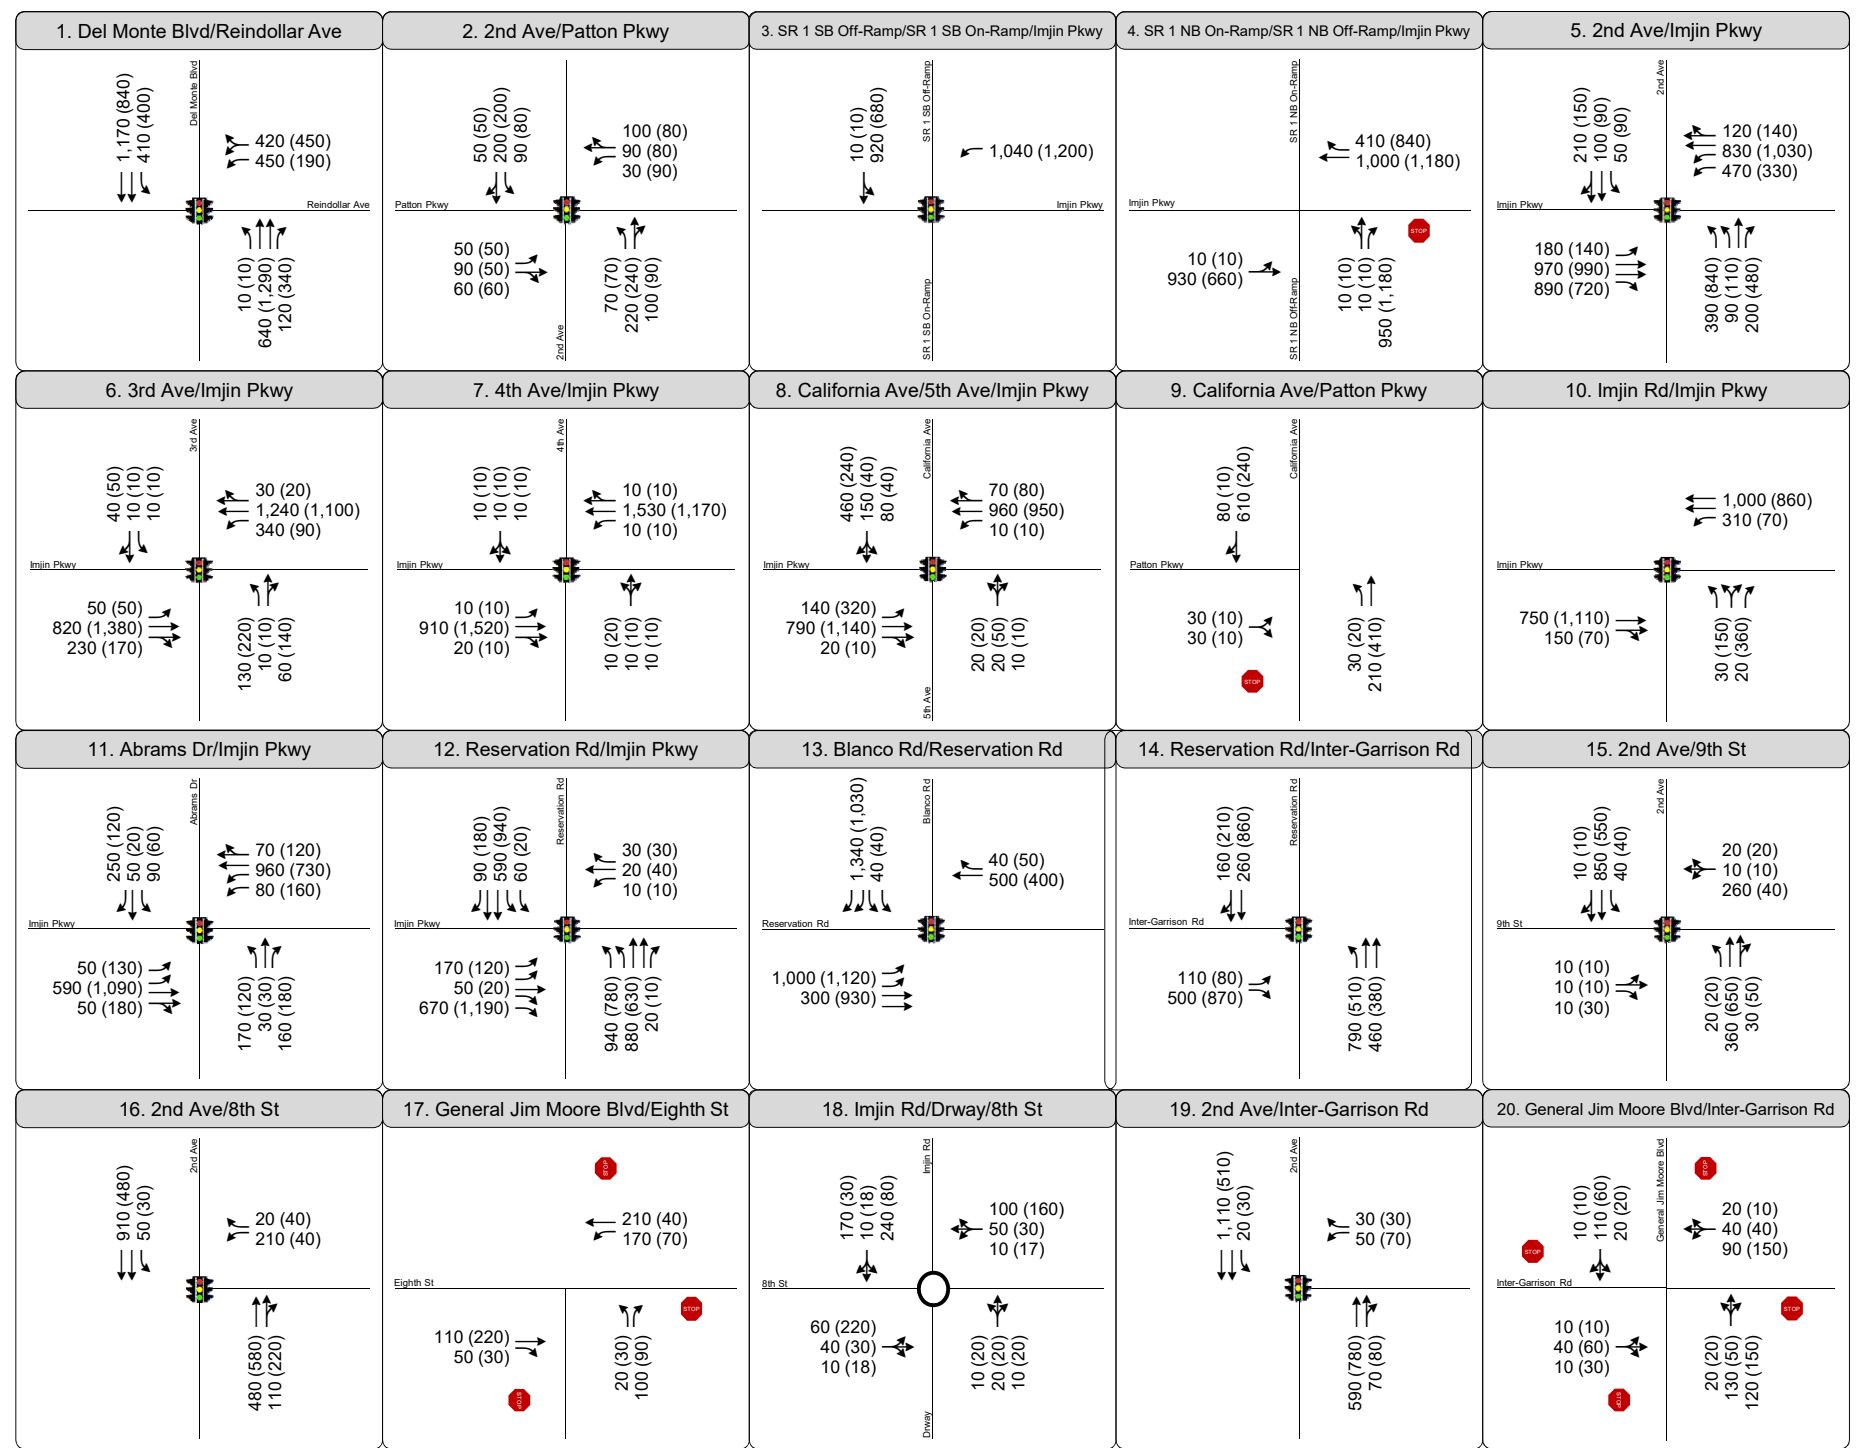 1. Del Monte Blvd/Reindollar Ave
Del Monte Blvd
1,170 (840)
410 (400)
420 (450)
450 (190)
Reindollar Ave
10 (10)
640 (1,290)
120 (340)
2. 2nd Ave/Patton Pkwy
50 (50)
200 (200)
90 (80)
100 (80)
90 (80)
30 (90)
Patton Pkwy
50 (50)
90 (50)
60 (60)
70 (70)
220 (240)
100 (90)
2nd Ave
3. SR 1 SB Off-Ramp/SR 1 SB On-Ramp/Imjin Pkwy
SR 1 SB Off-Ramp
10 (10)
920 (680)
1,040 (1,200)
Imjin Pkwy
SR 1 SB On-Ramp
4. SR 1 NB On-Ramp/SR 1 NB Off-Ramp/Imjin Pkwy
SR 1 NB On-Ramp
410 (840)
1,000 (1,180)
Imjin Pkwy
STOP
10 (10)
930 (660)
10 (10)
10 (10)
950 (1,180)
SR 1 NB Off-Ramp
5. 2nd Ave/Imjin Pkwy
2nd Ave
210 (150)
100 (90)
50 (90)
120 (140)
830 (1,030)
470 (330)
Imjin Pkwy
180 (140)
970 (990)
890 (720)
390 (840)
90 (110)
200 (480)
6. 3rd Ave/Imjin Pkwy
3rd Ave
40 (50)
10 (10)
10 (10)
30 (20)
1,240 (1,100)
340 (90)
Imjin Pkwy
50 (50)
820 (1,380)
230 (170)
130 (220)
10 (10)
60 (140)
7. 4th Ave/Imjin Pkwy
4th Ave
10 (10)
10 (10)
10 (10)
10 (10)
1,530 (1,170)
10 (10)
Imjin Pkwy
10 (10)
910 (1,520)
20 (10)
10 (20)
10 (10)
10 (10)
8. California Ave/5th Ave/Imjin Pkwy
California Ave
460 (240)
150 (40)
80 (40)
70 (80)
960 (950)
10 (10)
Imjin Pkwy
140 (320)
790 (1,140)
20 (10)
20 (20)
20 (50)
10 (10)
5th Ave
9. California Ave/Patton Pkwy
California Ave
80 (10)
610 (240)
Patton Pkwy
30 (10)
30 (10)
STOP
30 (20)
210 (410)
10. Imjin Rd/Imjin Pkwy
1,000 (860)
310 (70)
Imjin Pkwy
750 (1,110)
150 (70)
30 (150)
20 (360)
11. Abrams Dr/Imjin Pkwy
Abrams Dr
250 (120)
50 (20)
90 (60)
70 (120)
960 (730)
80 (160)
Imjin Pkwy
50 (130)
590 (1,090)
50 (180)
170 (120)
30 (30)
160 (180)
12. Reservation Rd/Imjin Pkwy
Reservation Rd
90 (180)
590 (940)
60 (20)
30 (30)
20 (40)
10 (10)
Imjin Pkwy
170 (120)
50 (20)
670 (1,190)
940 (780)
880 (630)
20 (10)
13. Blanco Rd/Reservation Rd
Blanco Rd
1,340 (1,030)
40 (40)
40 (50)
500 (400)
Reservation Rd
1,000 (1,120)
300 (930)
14. Reservation Rd/Inter-Garrison Rd
Reservation Rd
160 (210)
260 (860)
Inter-Garrison Rd
110 (80)
500 (870)
790 (510)
460 (380)
15. 2nd Ave/9th St
2nd Ave
10 (10)
850 (550)
40 (40)
20 (20)
10 (10)
260 (40)
9th St
10 (10)
10 (10)
10 (30)
20 (20)
360 (650)
30 (50)
16. 2nd Ave/8th St
2nd Ave
910 (480)
50 (30)
20 (40)
210 (40)
480 (580)
110 (220)
17. General Jim Moore Blvd/Eighth St
STOP
210 (40)
170 (70)
Eighth St
STOP
110 (220)
50 (30)
20 (30)
100 (90)
STOP
18. Imjin Rd/Drway/8th St
Imjin Rd
170 (30)
10 (18)
240 (80)
100 (160)
50 (30)
10 (17)
8th St
60 (220)
40 (30)
10 (18)
10 (20)
20 (20)
10 (20)
Drway
19. 2nd Ave/Inter-Garrison Rd
2nd Ave
1,110 (510)
20 (30)
30 (30)
50 (70)
590 (780)
70 (80)
20. General Jim Moore Blvd/Inter-Garrison Rd
General Jim Moore Blvd
STOP
10 (10)
110 (60)
20 (20)
20 (10)
40 (40)
90 (150)
STOP
Inter-Garrison Rd
STOP
10 (10)
40 (60)
10 (30)
20 (20)
130 (50)
120 (150)
STOP